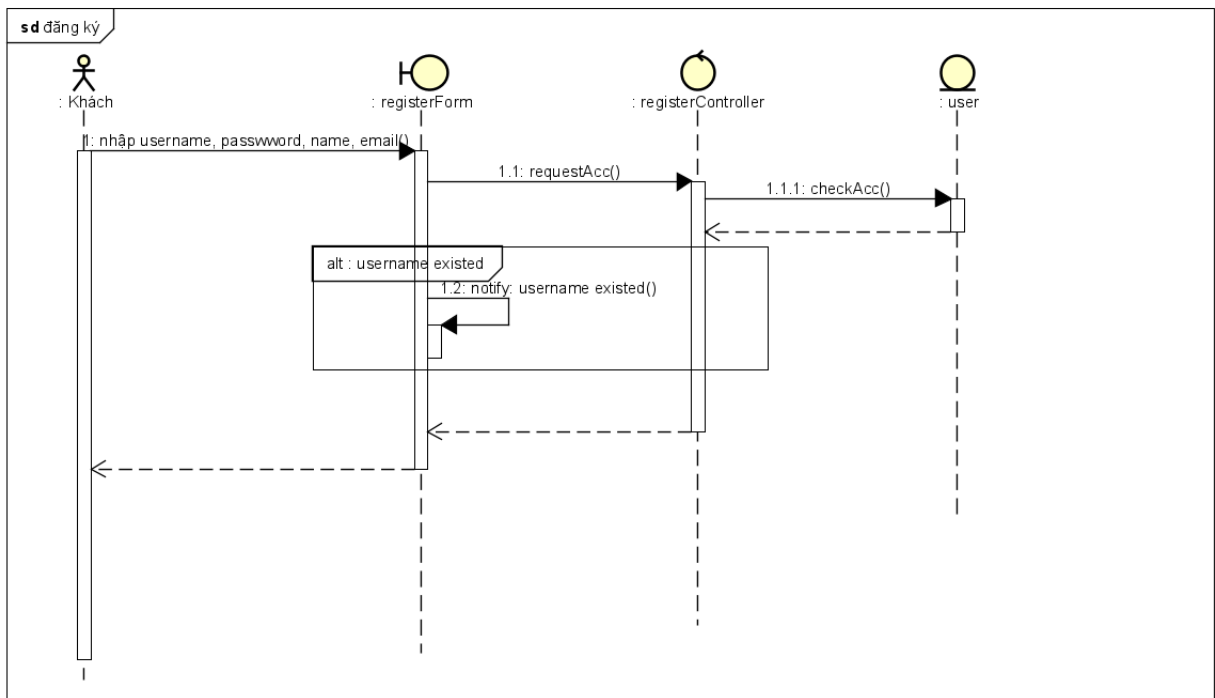 sd đăng ký
: Khách
: registerForm
: registerController
: user
1: nhập username, passwword, name, email()
1.1: requestAcc()
1.1.1: checkAcc()
alt : username existed
1.2: notify: username existed()